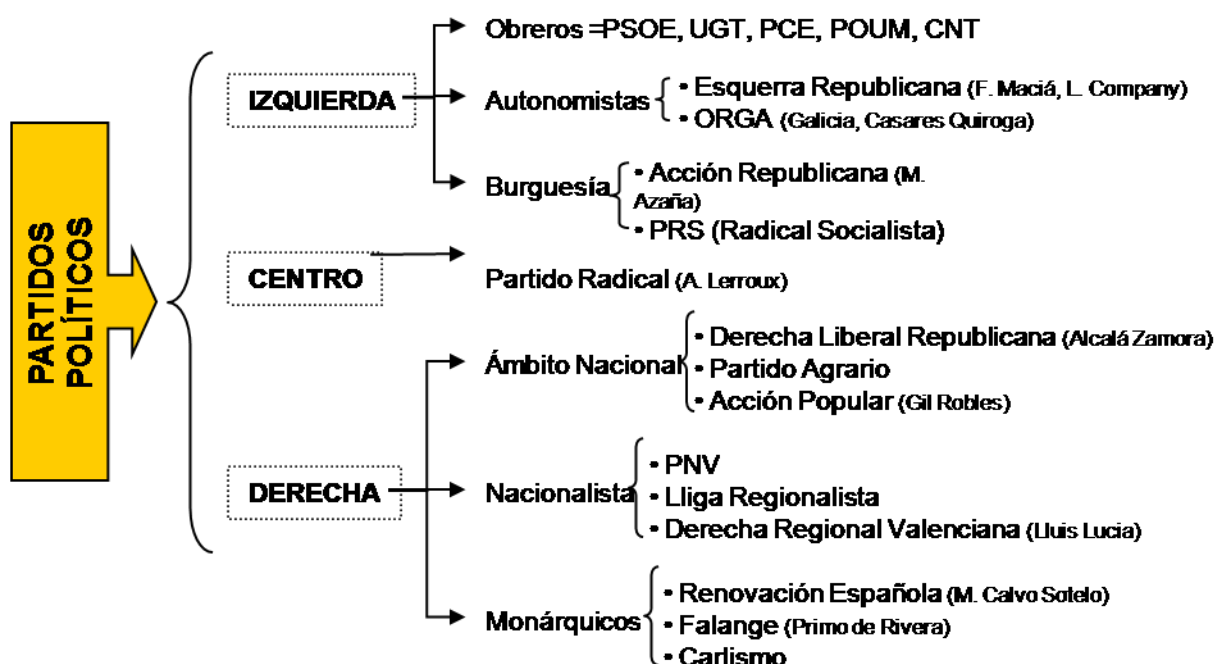 PARTIDOS
POLÍTICOS
IZQUIERDA
Obreros =PSOE, UGT, PCE, POUM, CNT
Autonomistas
• Esquerra Republicana (F. Maciá, L. Company)
• ORGA (Galicia, Casares Quiroga)
Burguesía
• Acción Republicana (M.
Azaña)
• PRS (Radical Socialista)
CENTRO
Partido Radical (A. Lerroux)
DERECHA
Ámbito Nacional
• Derecha Liberal Republicana (Alcalá Zamora)
• Partido Agrario
• Acción Popular (Gil Robles)
Nacionalista
• PNV
• Lliga Regionalista
• Derecha Regional Valenciana (Lluis Lucia)
Monárquicos
• Renovación Española (M. Calvo Sotelo)
• Falange (Primo de Rivera)
• Carlismo